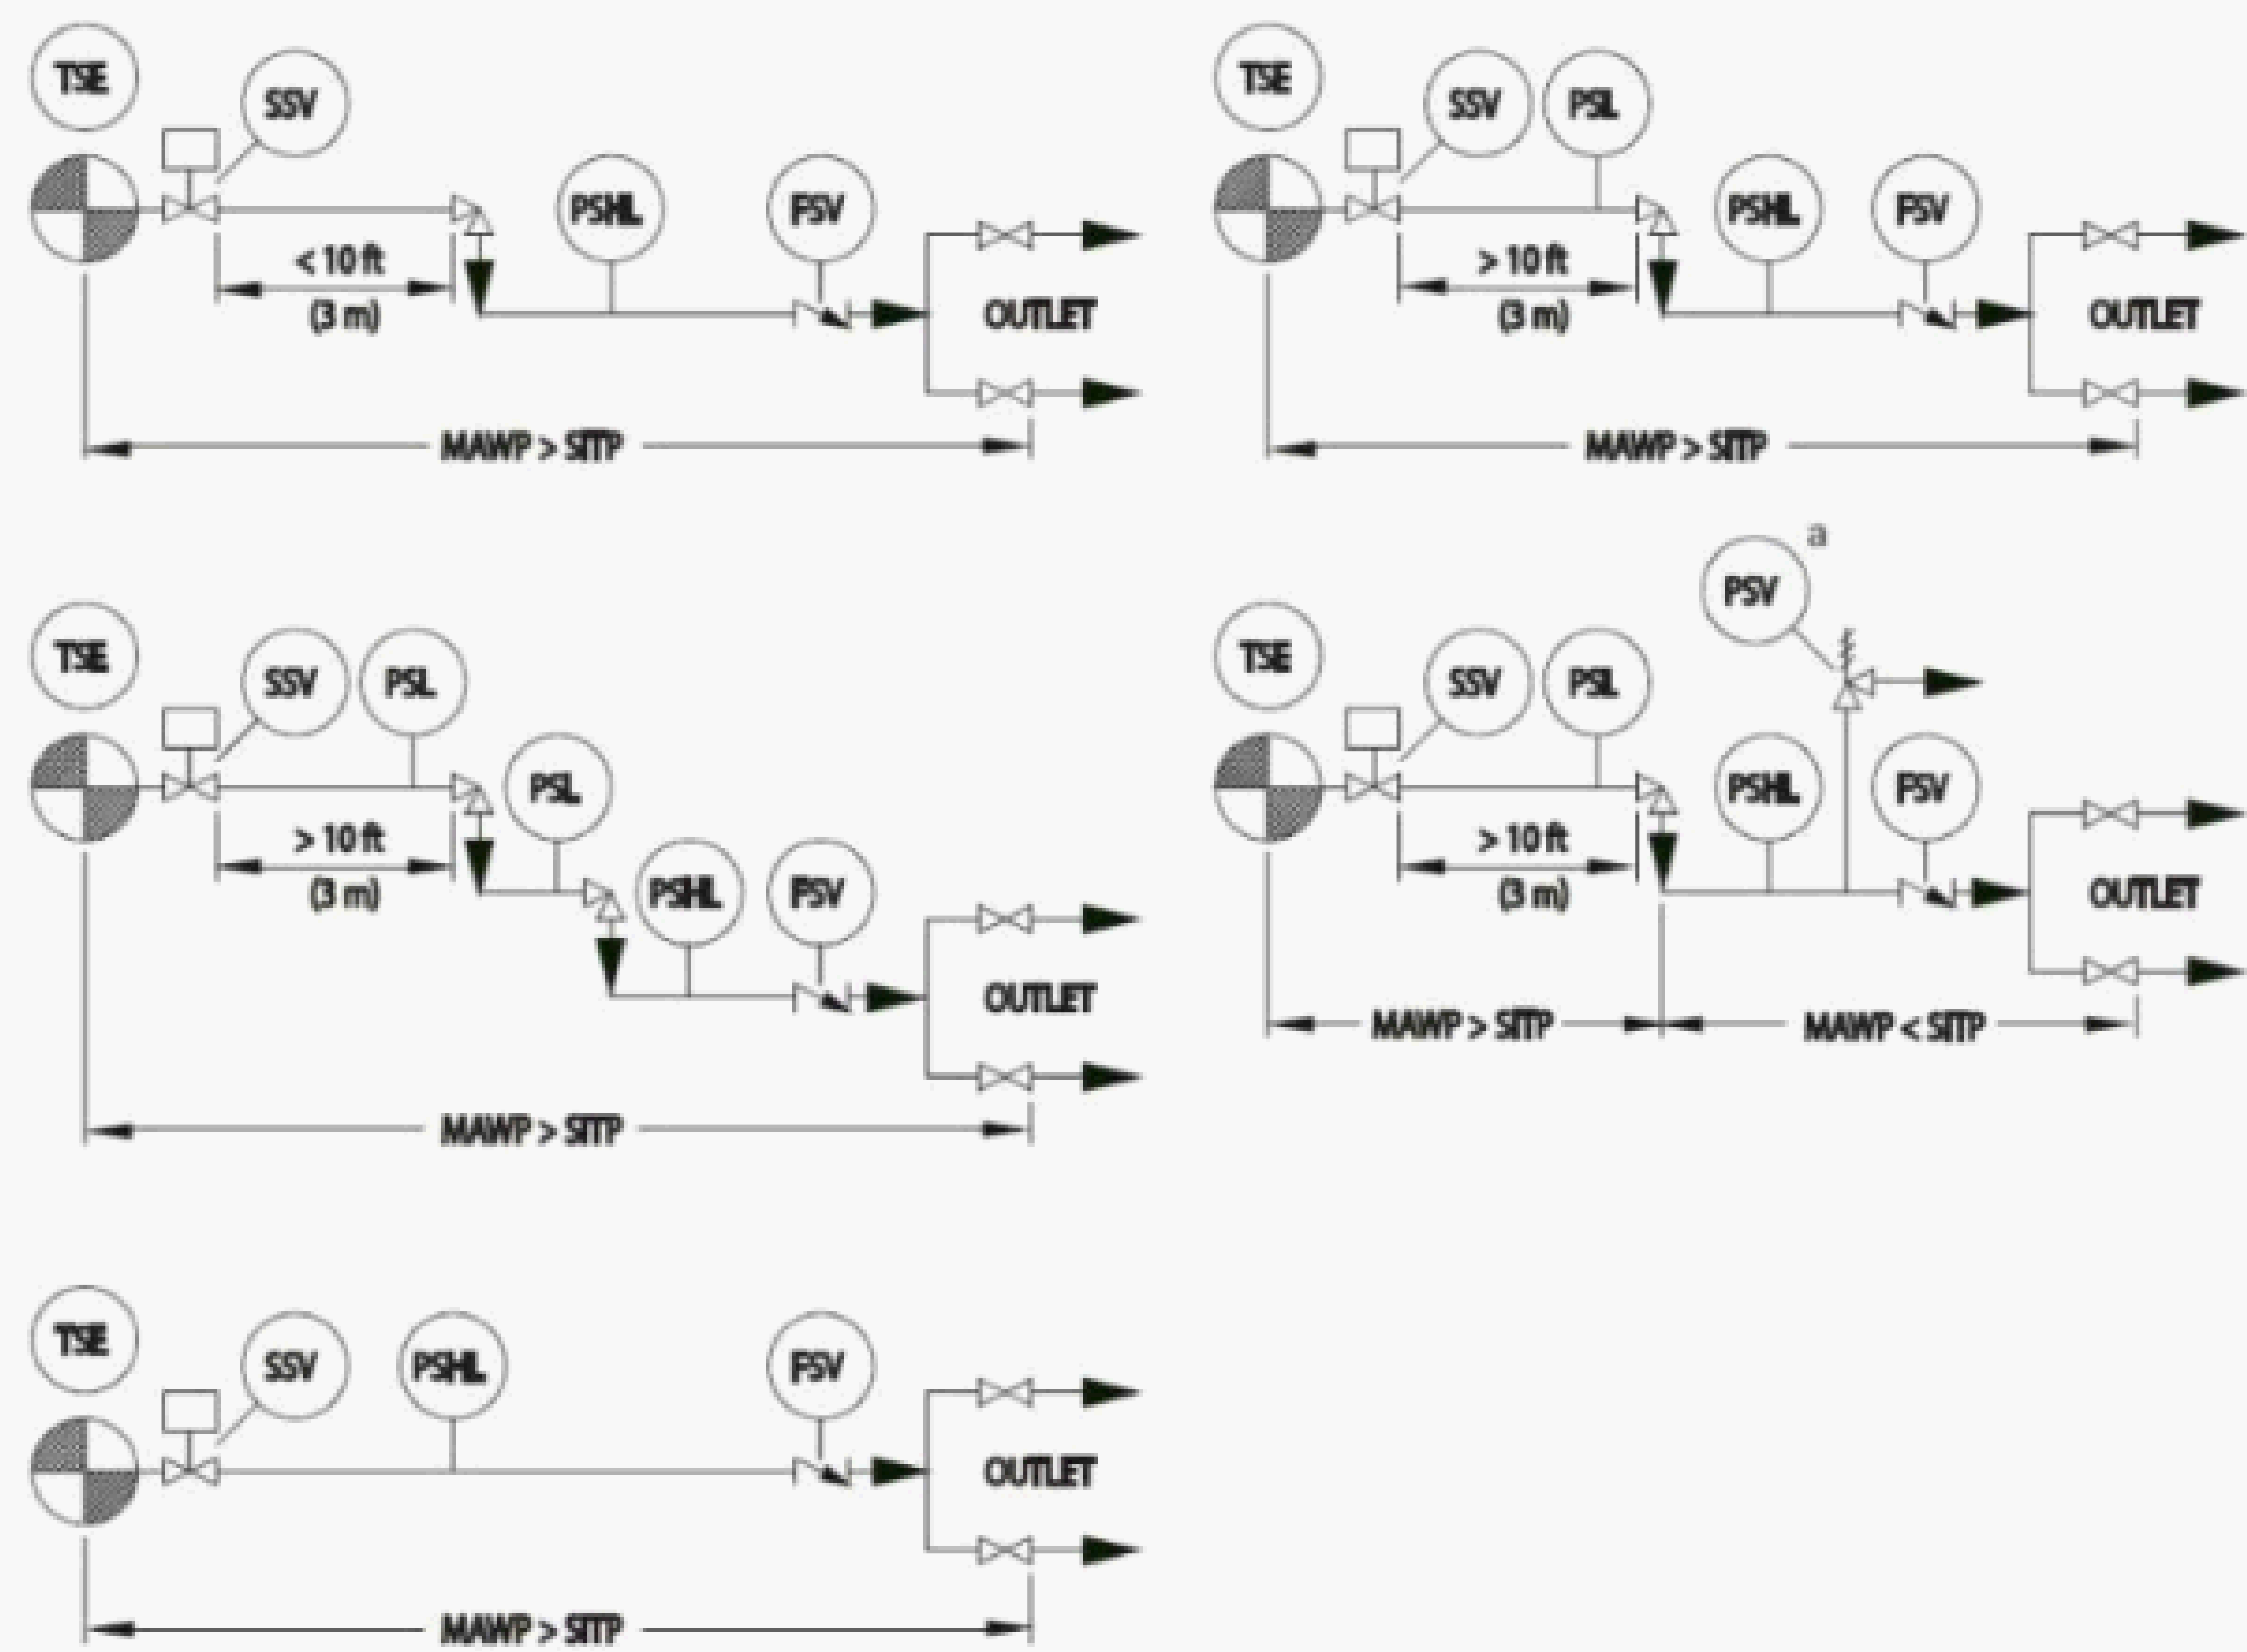 TSE
SSV
PSHL
FSV
< 10 ft
(3 m)
OUTLET
MAWP > SITP
TSE
SSV
PSL
PSHL
FSV
> 10 ft
(3 m)
OUTLET
MAWP > SITP
TSE
SSV
PSL
PSL
> 10 ft
(3 m)
PSHL
FSV
OUTLET
MAWP > SITP
a
PSV
TSE
SSV
PSL
PSHL
FSV
> 10 ft
(3 m)
OUTLET
MAWP > SITP
MAWP < SITP
TSE
SSV
PSHL
FSV
OUTLET
MAWP > SITP